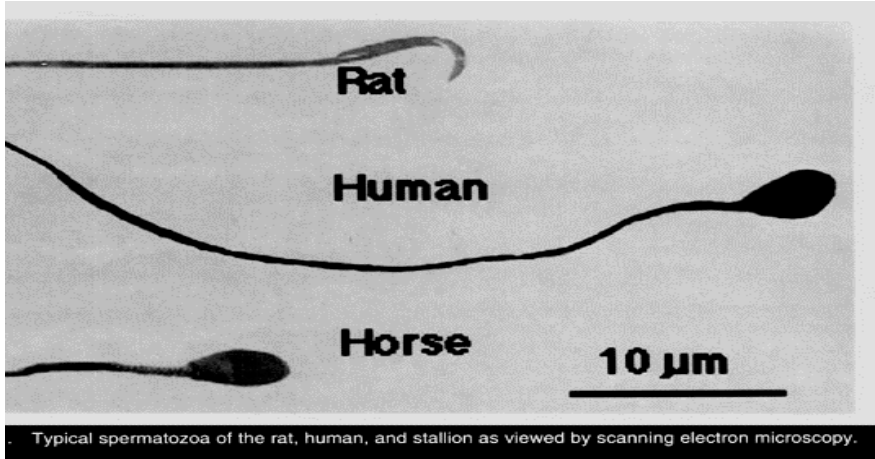 Rat
Human
Horse
10 µm
. Typical spermatozoa of the rat, human, and stallion as viewed by scanning electron microscopy.